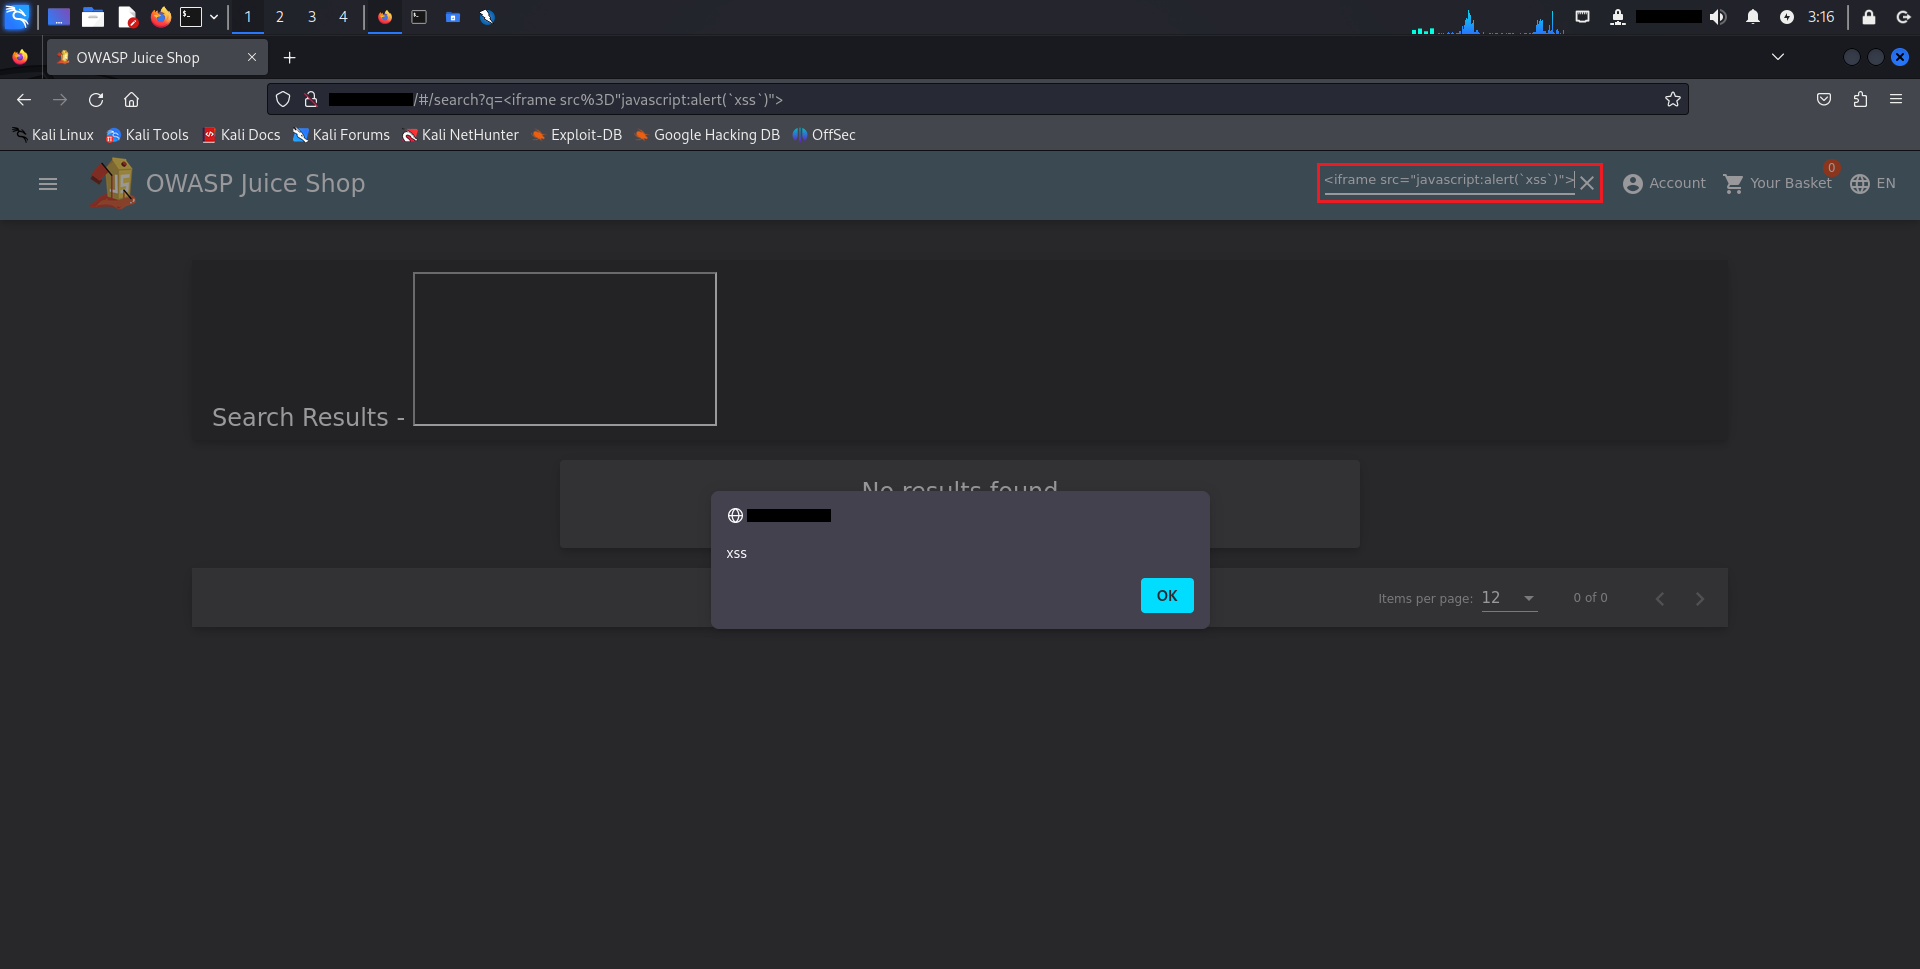 1 2 3 4 3:16
OWASP Juice Shop
/#/search?q=<iframe src%3D"javascript:alert(`xss`)">
Kali Linux Kali Tools Kali Docs Kali Forums Kali NetHunter Exploit-DB Google Hacking DB OffSec
OWASP Juice Shop <iframe src="javascript:alert(`xss`)"> Account Your Basket 0 EN
Search Results -
No results found
xss
OK
Items per page: 12 0 of 0